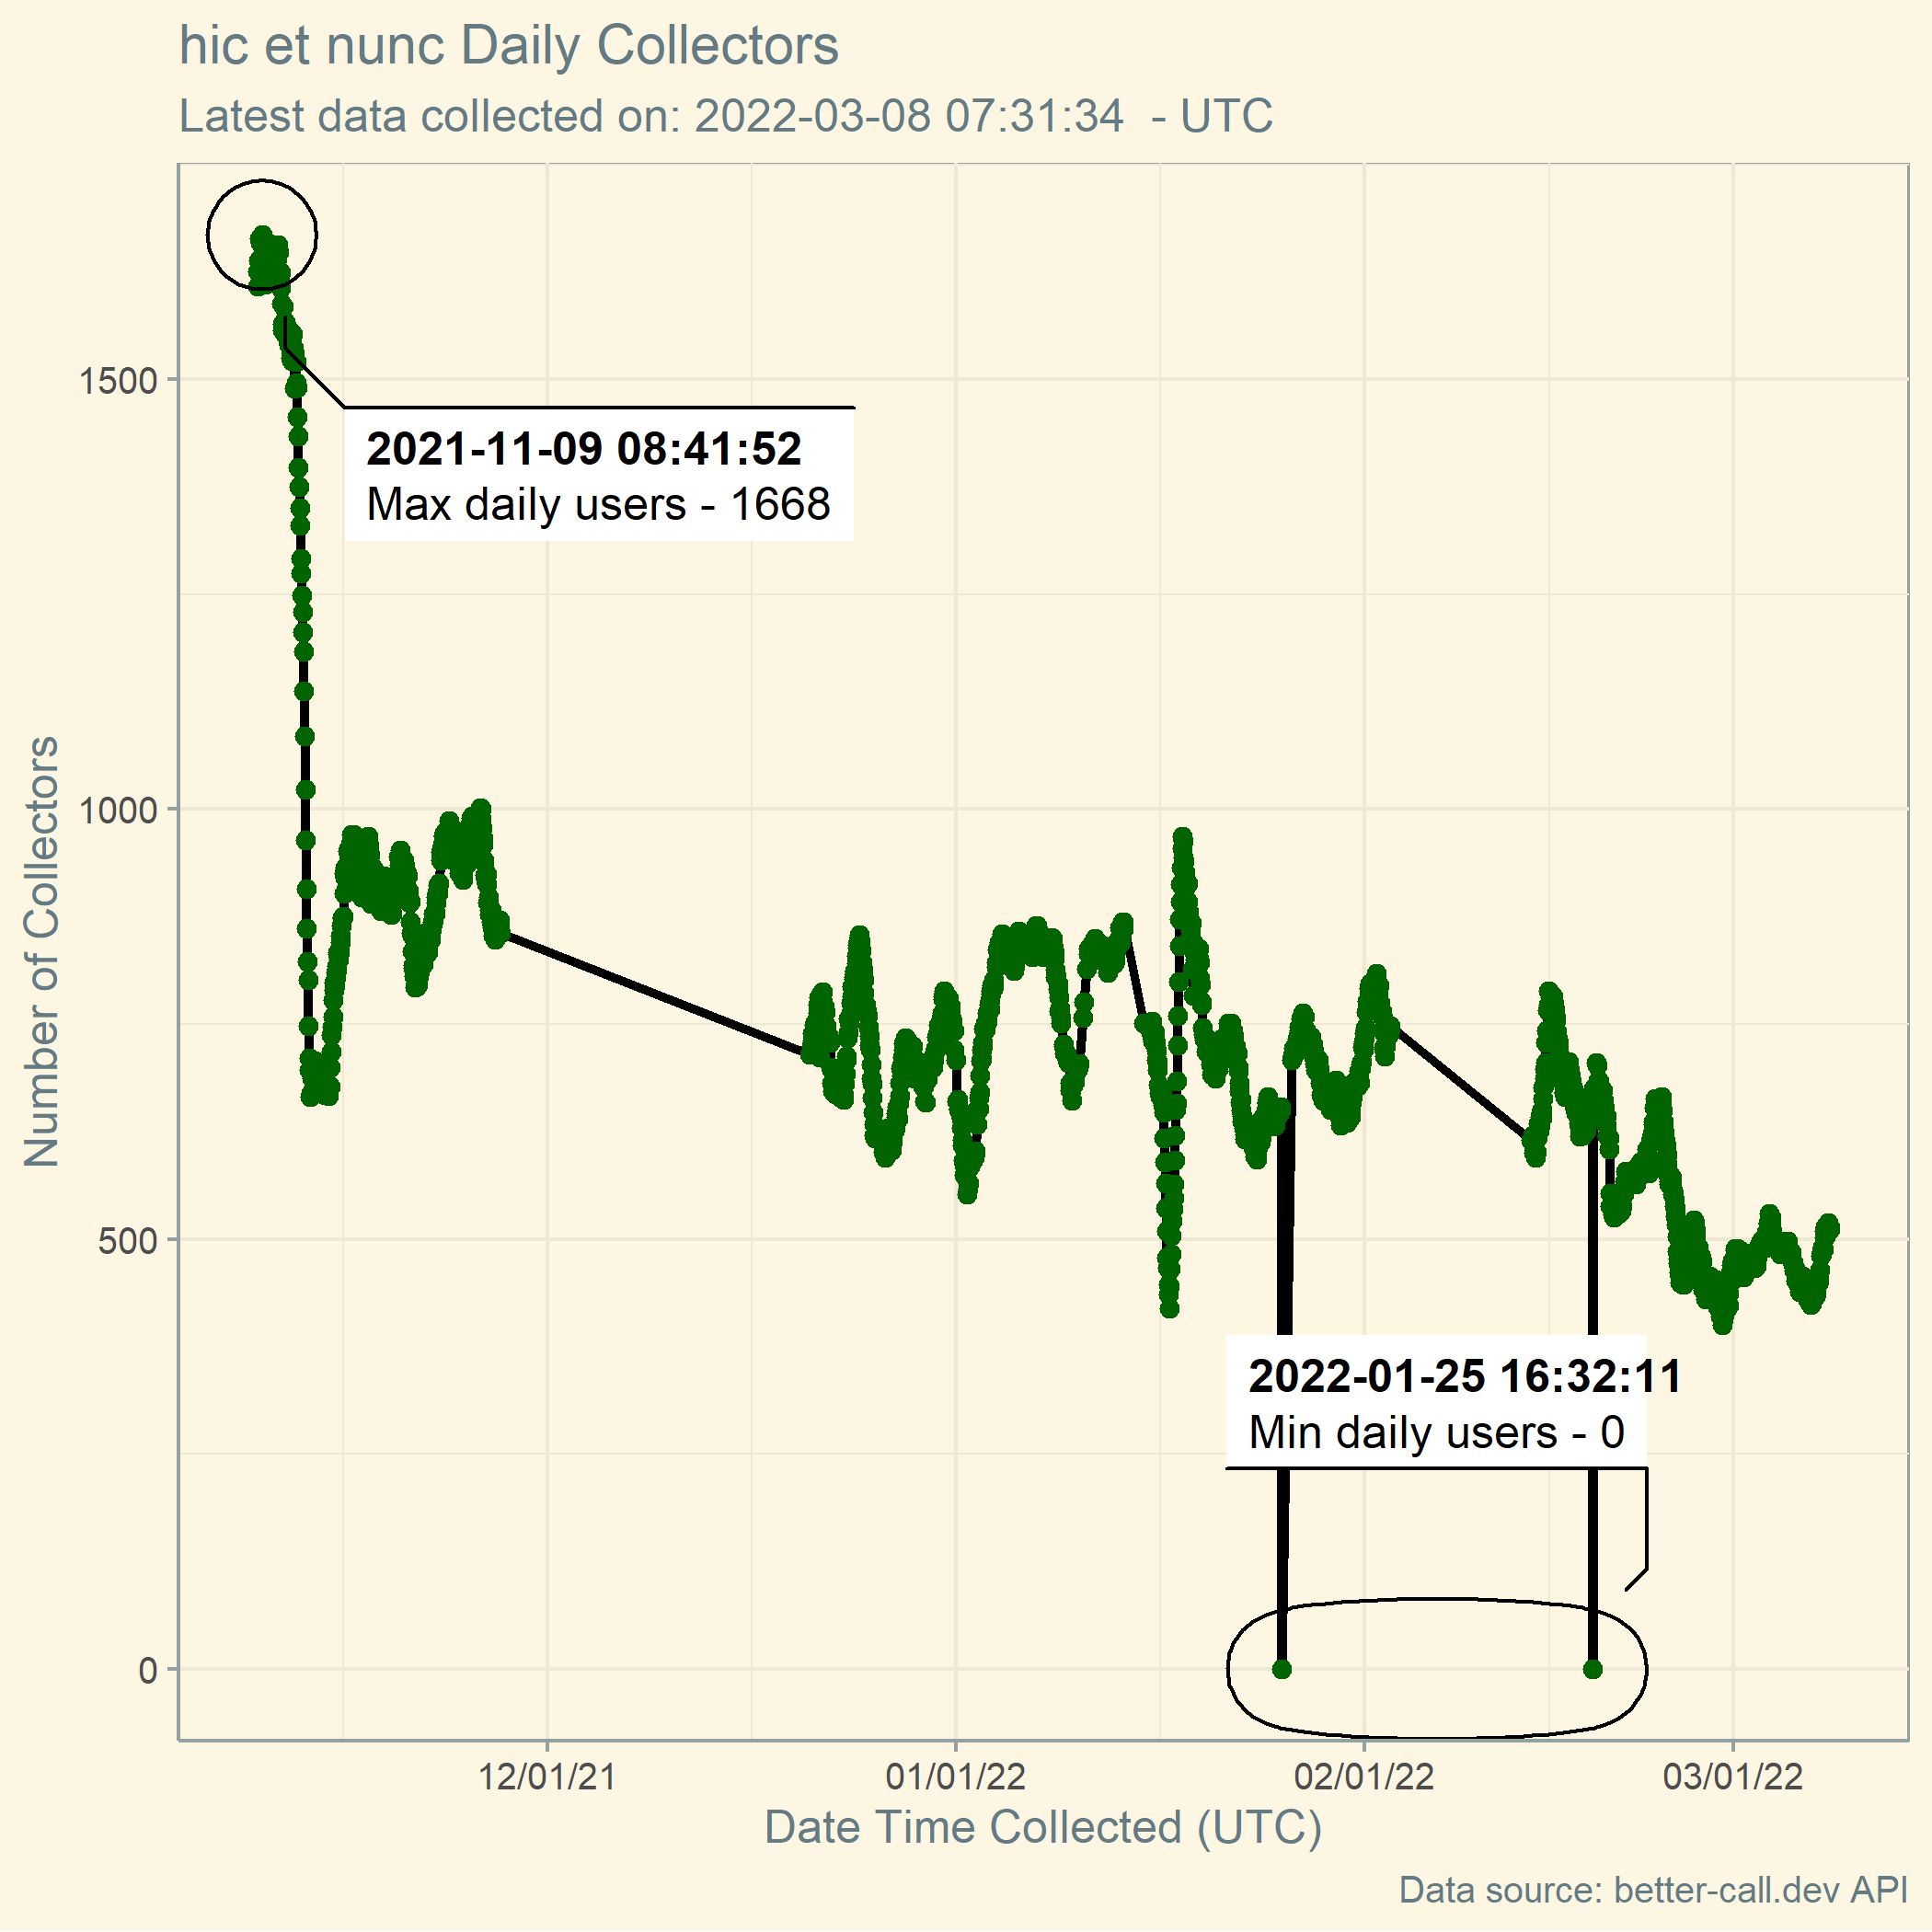 hic et nunc Daily Collectors
Latest data collected on: 2022-03-08 07:31:34  - UTC
Number of Collectors
1500
1000
500
0
2021-11-09 08:41:52
Max daily users - 1668
2022-01-25 16:32:11
Min daily users - 0
12/01/21
01/01/22
02/01/22
03/01/22
Date Time Collected (UTC)
Data source: better-call.dev API